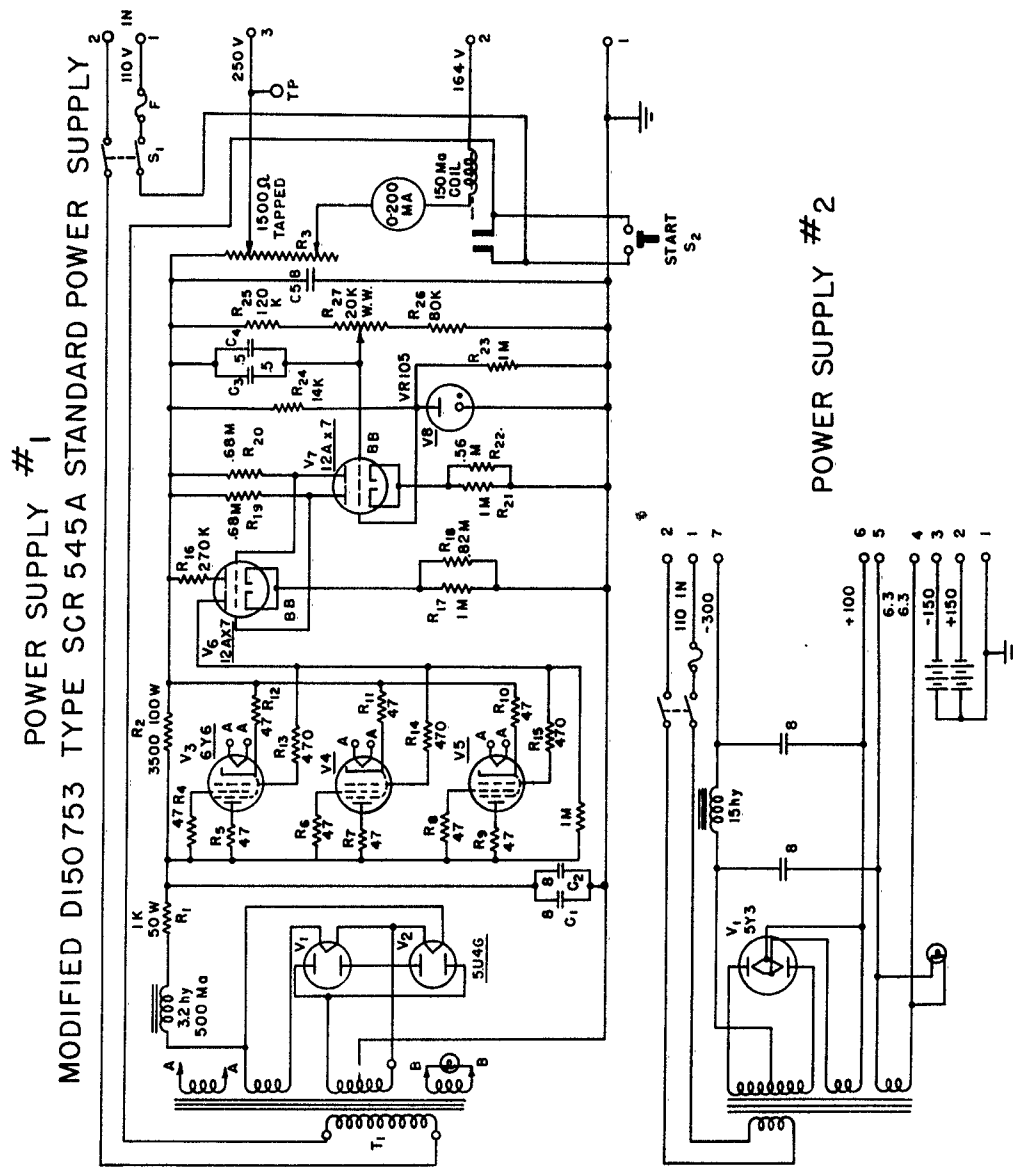 POWER SUPPLY #1
MODIFIED D150753 TYPE SCR 545A STANDARD POWER SUPPLY
2
IN
1
110 V
F
S1
250 V
3
TP
1500Ω
TAPPED
R3
0-200
MA
150 Ma
COIL
164 V
2
1
START
S2
C5 8
R25
120
K
R27
20K
W.W.
R26
80K
C4
.5
C3
.5
R24
14K
R23
1M
VR105
V8
.68M
R20
.68M
R19
V7
12Ax7
BB
.56
M
R22
1M
R21
R16
270K
V6
12AX7
BB
R18
.82M
R17
1M
R2
3500 100W
V3
6Y6
A
A
47 R4
R5
47
47
R12
R13
470
V4
A
A
R6
47
R7
47
R11
47
R14
470
V5
A
A
R8
47
R9
47
R10
47
R15
470
1M
8
8
C1
C2
1K
50W
R1
3.2 hy
500 Ma
V1
V2
5U4G
A
A
B
B
T1
POWER SUPPLY #2
2
1
110 IN
7
-300
6
+100
5
6.3
6.3
4
3
-150
2
+150
1
8
15hy
8
V1
5Y3